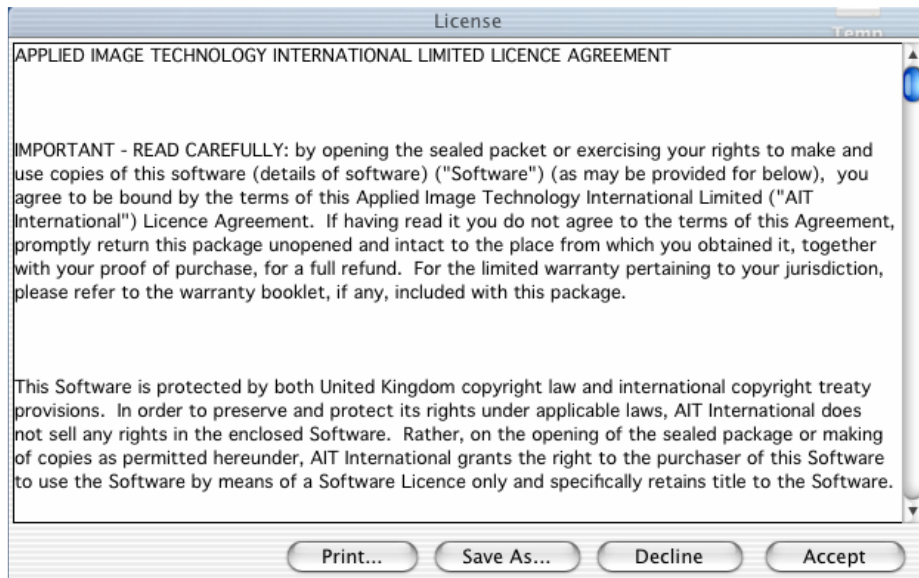 License
Temp
APPLIED IMAGE TECHNOLOGY INTERNATIONAL LIMITED LICENCE AGREEMENT
IMPORTANT - READ CAREFULLY: by opening the sealed packet or exercising your rights to make and
use copies of this software (details of software) ("Software") (as may be provided for below),  you
agree to be bound by the terms of this Applied Image Technology International Limited ("AIT
International") Licence Agreement.  If having read it you do not agree to the terms of this Agreement,
promptly return this package unopened and intact to the place from which you obtained it, together
with your proof of purchase, for a full refund.  For the limited warranty pertaining to your jurisdiction,
please refer to the warranty booklet, if any, included with this package.
This Software is protected by both United Kingdom copyright law and international copyright treaty
provisions.  In order to preserve and protect its rights under applicable laws, AIT International does
not sell any rights in the enclosed Software.  Rather, on the opening of the sealed package or making
of copies as permitted hereunder, AIT International grants the right to the purchaser of this Software
to use the Software by means of a Software Licence only and specifically retains title to the Software.
Print... Save As... Decline Accept